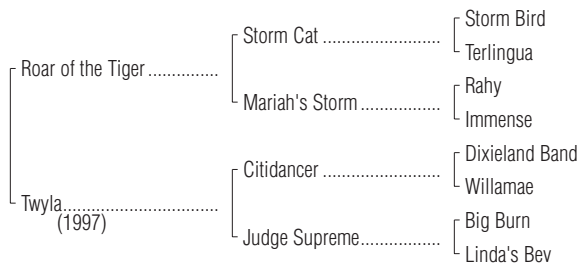 Storm Bird
Storm Cat ........................
Terlingua
Roar of the Tiger ..............
Rahy
Mariah's Storm ................
Immense
Dixieland Band
Citidancer ........................
Willamae
Twyla...............................
(1997)
Big Burn
Judge Supreme................
Linda's Bev